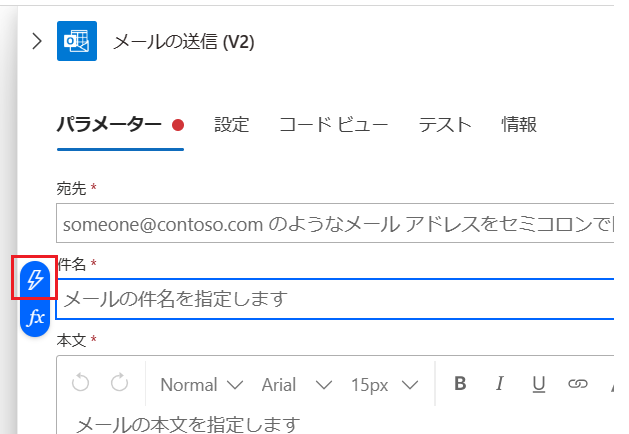 メールの送信 (V2)
パラメーター 設定 コード ビュー テスト 情報
宛先 *
someone@contoso.com のようなメール アドレスをセミコロンで
件名 *
メールの件名を指定します
fx
本文 *
Normal Arial 15px B I U
メールの本文を指定します